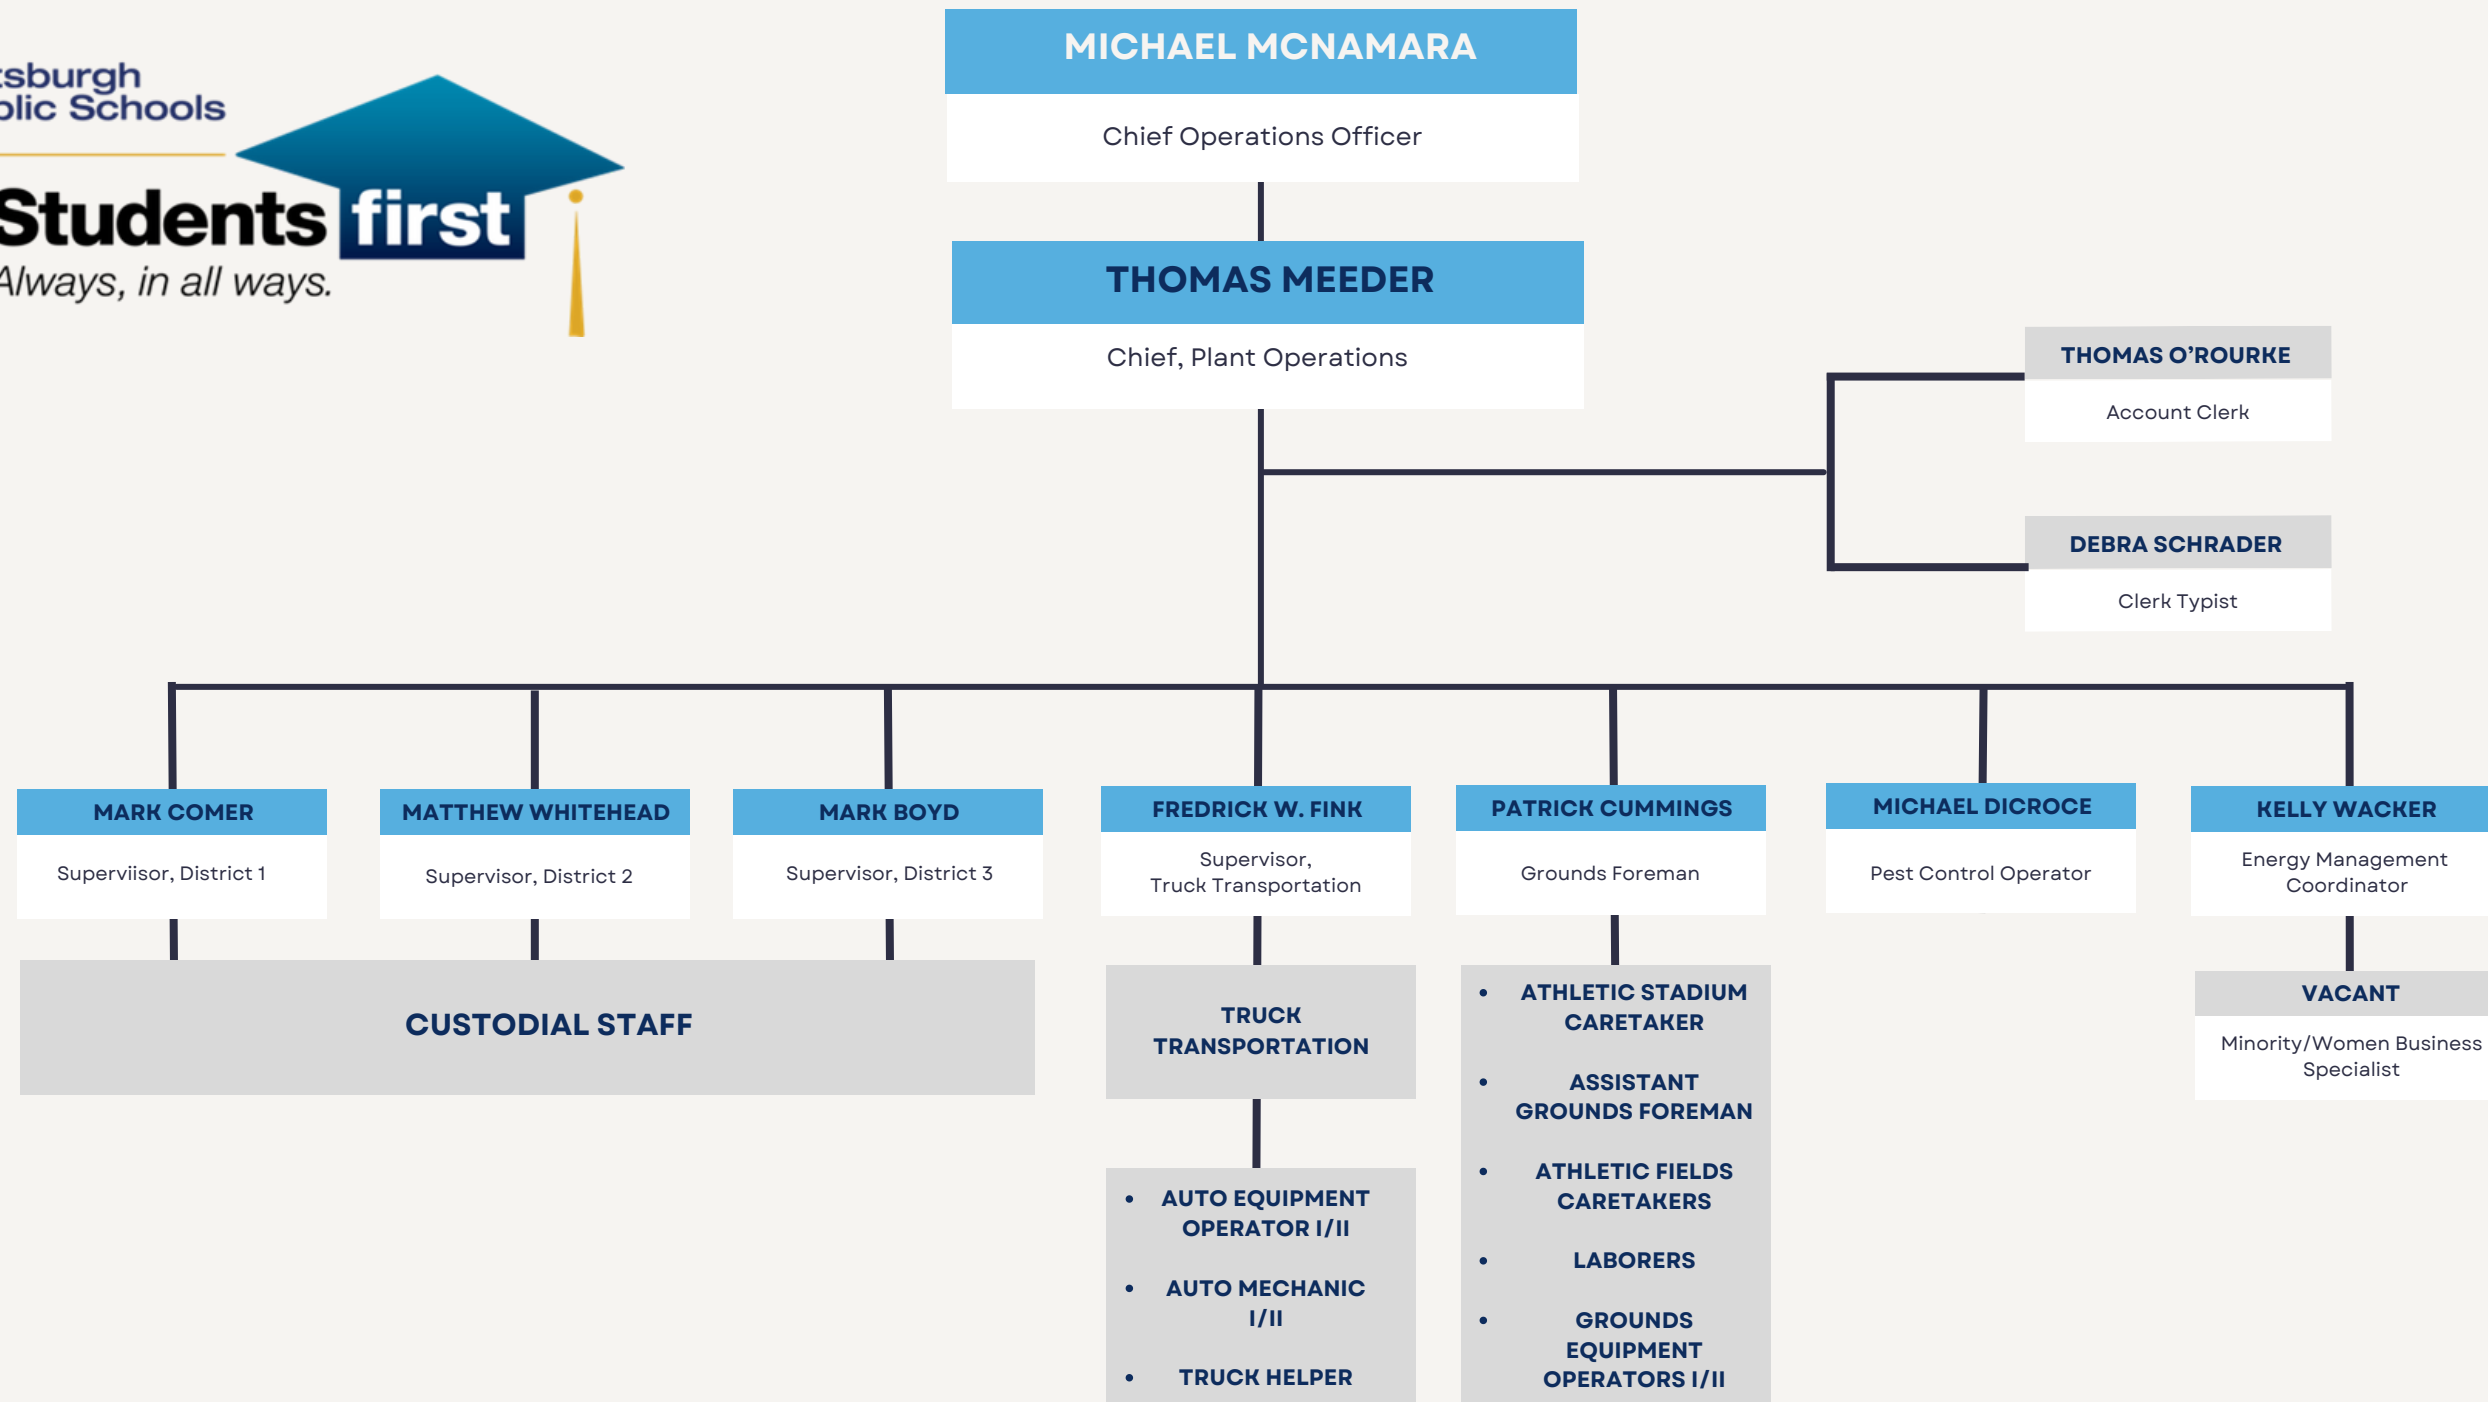 tsburgh
olic Schools
Students first
Always, in all ways.
MICHAEL MCNAMARA
Chief Operations Officer
THOMAS MEEDER
Chief, Plant Operations
THOMAS O’ROURKE
Account Clerk
DEBRA SCHRADER
Clerk Typist
MARK COMER
Superviisor, District 1
MATTHEW WHITEHEAD
Supervisor, District 2
MARK BOYD
Supervisor, District 3
CUSTODIAL STAFF
FREDRICK W. FINK
Supervisor,
Truck Transportation
TRUCK
TRANSPORTATION
• AUTO EQUIPMENT
OPERATOR I/II
• AUTO MECHANIC
I/II
• TRUCK HELPER
PATRICK CUMMINGS
Grounds Foreman
• ATHLETIC STADIUM
CARETAKER
• ASSISTANT
GROUNDS FOREMAN
• ATHLETIC FIELDS
CARETAKERS
• LABORERS
• GROUNDS
EQUIPMENT
OPERATORS I/II
MICHAEL DICROCE
Pest Control Operator
KELLY WACKER
Energy Management
Coordinator
VACANT
Minority/Women Business
Specialist